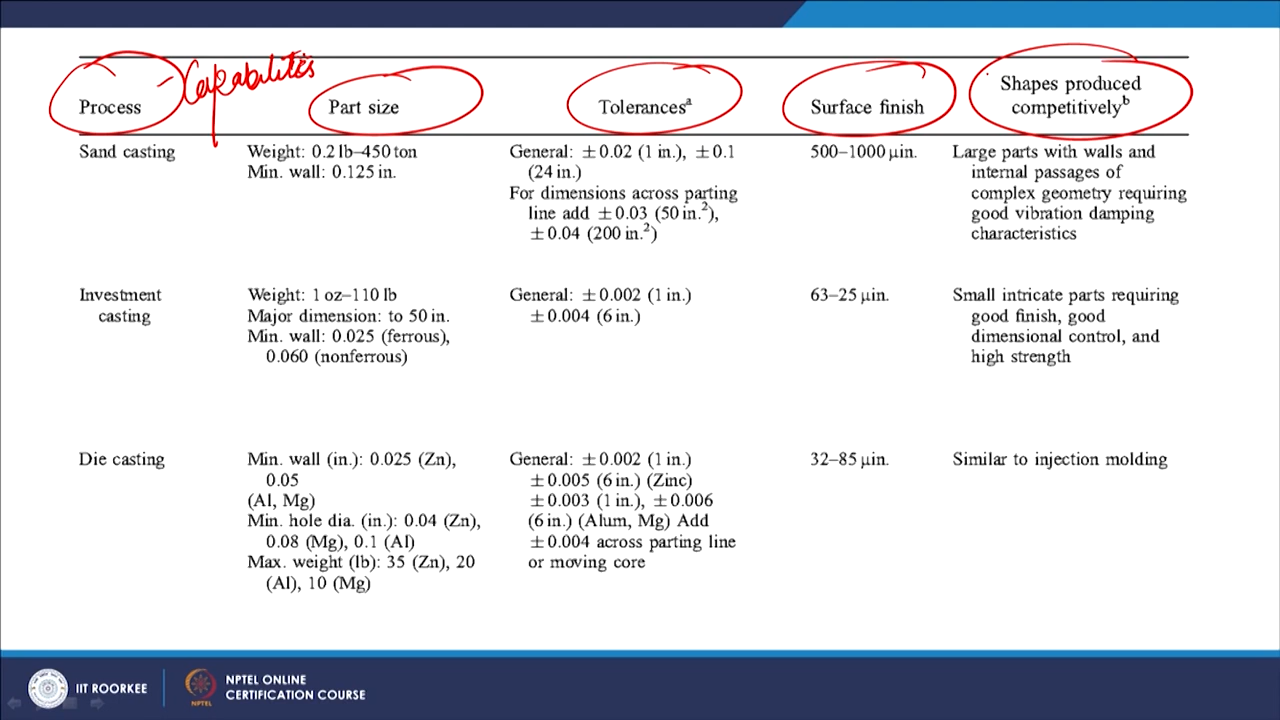 Capabilities
Process
Part size
Tolerancesᵃ
Surface finish
Shapes produced
competitivelyᵇ
Sand casting
Weight: 0.2 lb–450 ton
Min. wall: 0.125 in.
General: ±0.02 (1 in.), ±0.1
(24 in.)
For dimensions across parting
line add ±0.03 (50 in.²),
±0.04 (200 in.²)
500–1000 μin.
Large parts with walls and
internal passages of
complex geometry requiring
good vibration damping
characteristics
Investment
casting
Weight: 1 oz–110 lb
Major dimension: to 50 in.
Min. wall: 0.025 (ferrous),
0.060 (nonferrous)
General: ±0.002 (1 in.)
±0.004 (6 in.)
63–25 μin.
Small intricate parts requiring
good finish, good
dimensional control, and
high strength
Die casting
Min. wall (in.): 0.025 (Zn),
0.05
(Al, Mg)
Min. hole dia. (in.): 0.04 (Zn),
0.08 (Mg), 0.1 (Al)
Max. weight (lb): 35 (Zn), 20
(Al), 10 (Mg)
General: ±0.002 (1 in.)
±0.005 (6 in.) (Zinc)
±0.003 (1 in.), ±0.006
(6 in.) (Alum, Mg) Add
±0.004 across parting line
or moving core
32–85 μin.
Similar to injection molding
IIT ROORKEE
NPTEL
NPTEL ONLINE
CERTIFICATION COURSE